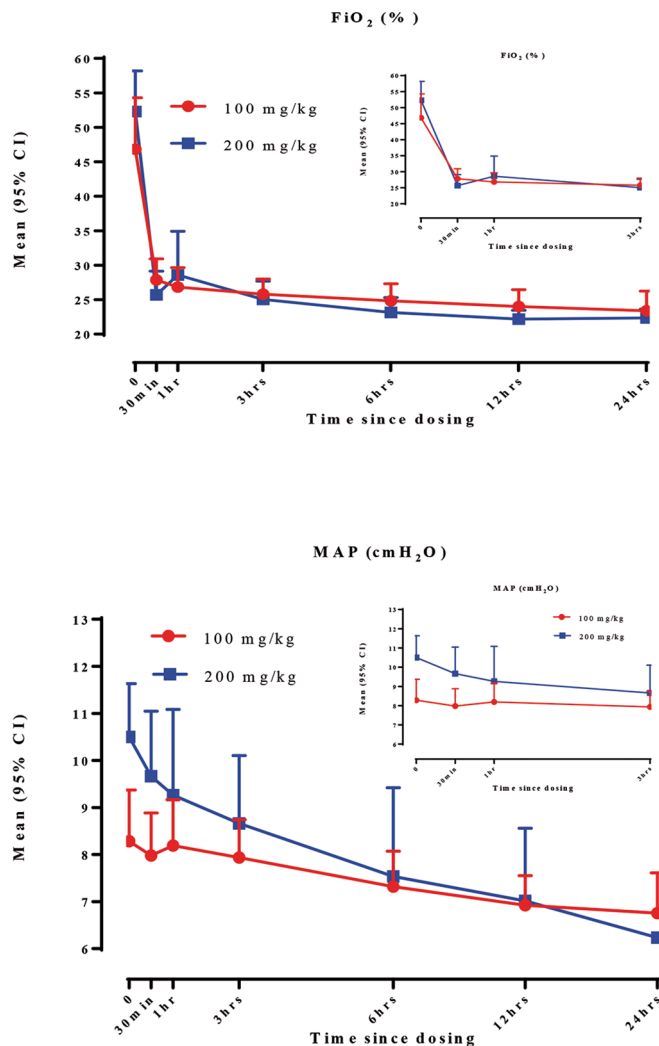 FiO₂ (%)
60
55
50
45
40
35
30
25
20
Mean (95% CI)
100 mg/kg
200 mg/kg
0
30min
1hr
3hrs
6hrs
12hrs
24hrs
Time since dosing
FiO₂ (%)
60
55
50
45
40
35
30
25
20
Mean (95% CI)
0
30min
1hr
3hrs
Time since dosing
MAP (cmH₂O)
13
12
11
10
9
8
7
6
Mean (95% CI)
100 mg/kg
200 mg/kg
0
30min
1hr
3hrs
6hrs
12hrs
24hrs
Time since dosing
MAP (cmH₂O)
13
12
11
10
9
8
7
6
Mean (95% CI)
100 mg/kg
200 mg/kg
0
30min
1hr
3hrs
Time since dosing